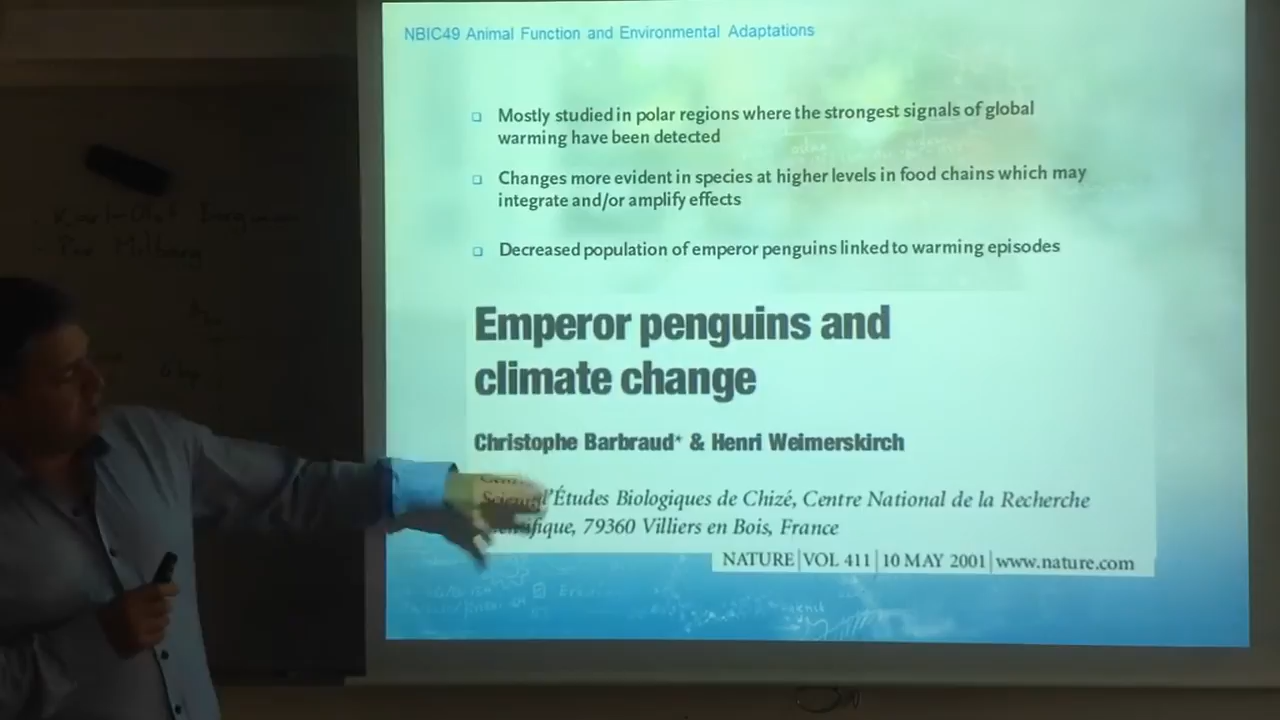 NBIC49 Animal Function and Environmental Adaptations
Mostly studied in polar regions where the strongest signals of global
warming have been detected
Changes more evident in species at higher levels in food chains which may
integrate and/or amplify effects
Decreased population of emperor penguins linked to warming episodes
Emperor penguins and
climate change
Christophe Barbraud* & Henri Weimerskirch
d'Études Biologiques de Chizé, Centre National de la Recherche
79360 Villiers en Bois, France
NATURE|VOL 411|10 MAY 2001|www.nature.com